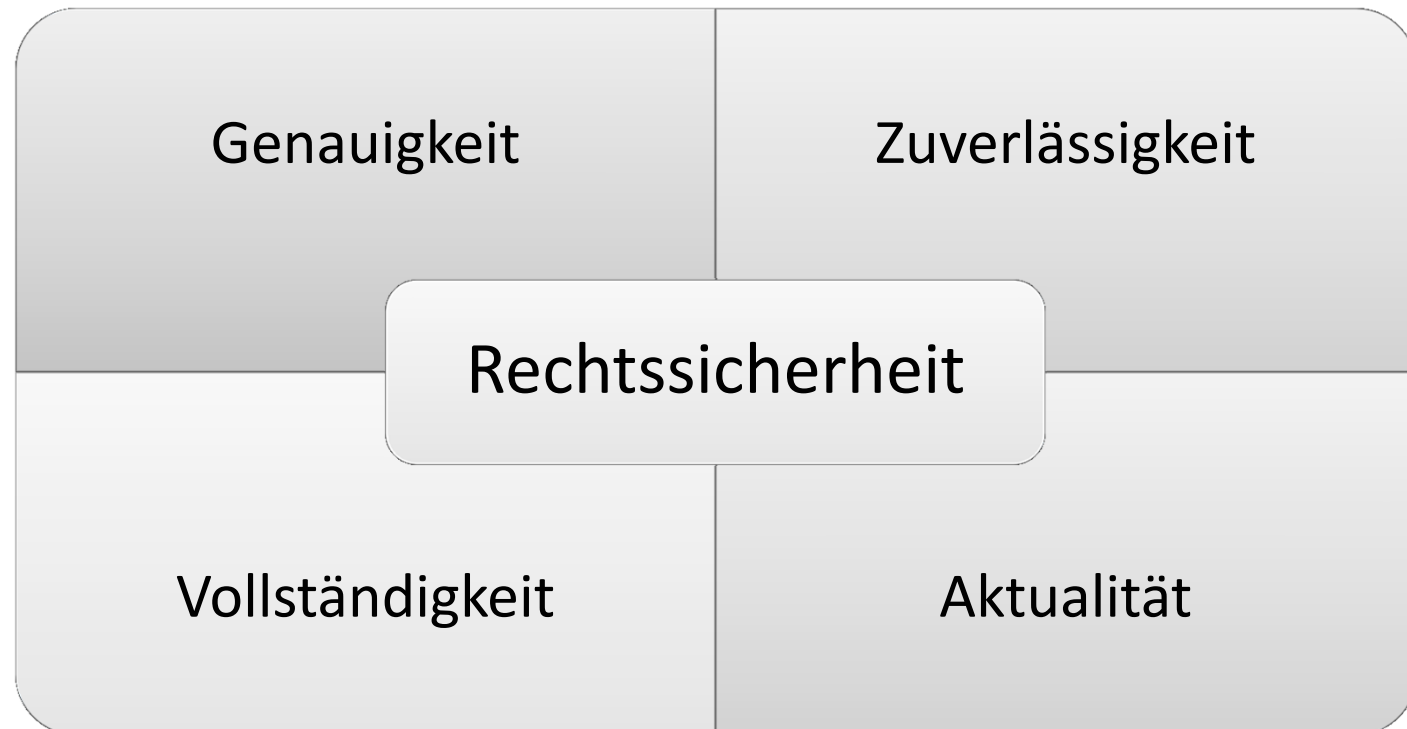 Genauigkeit
Zuverlässigkeit
Rechtssicherheit
Vollständigkeit
Aktualität